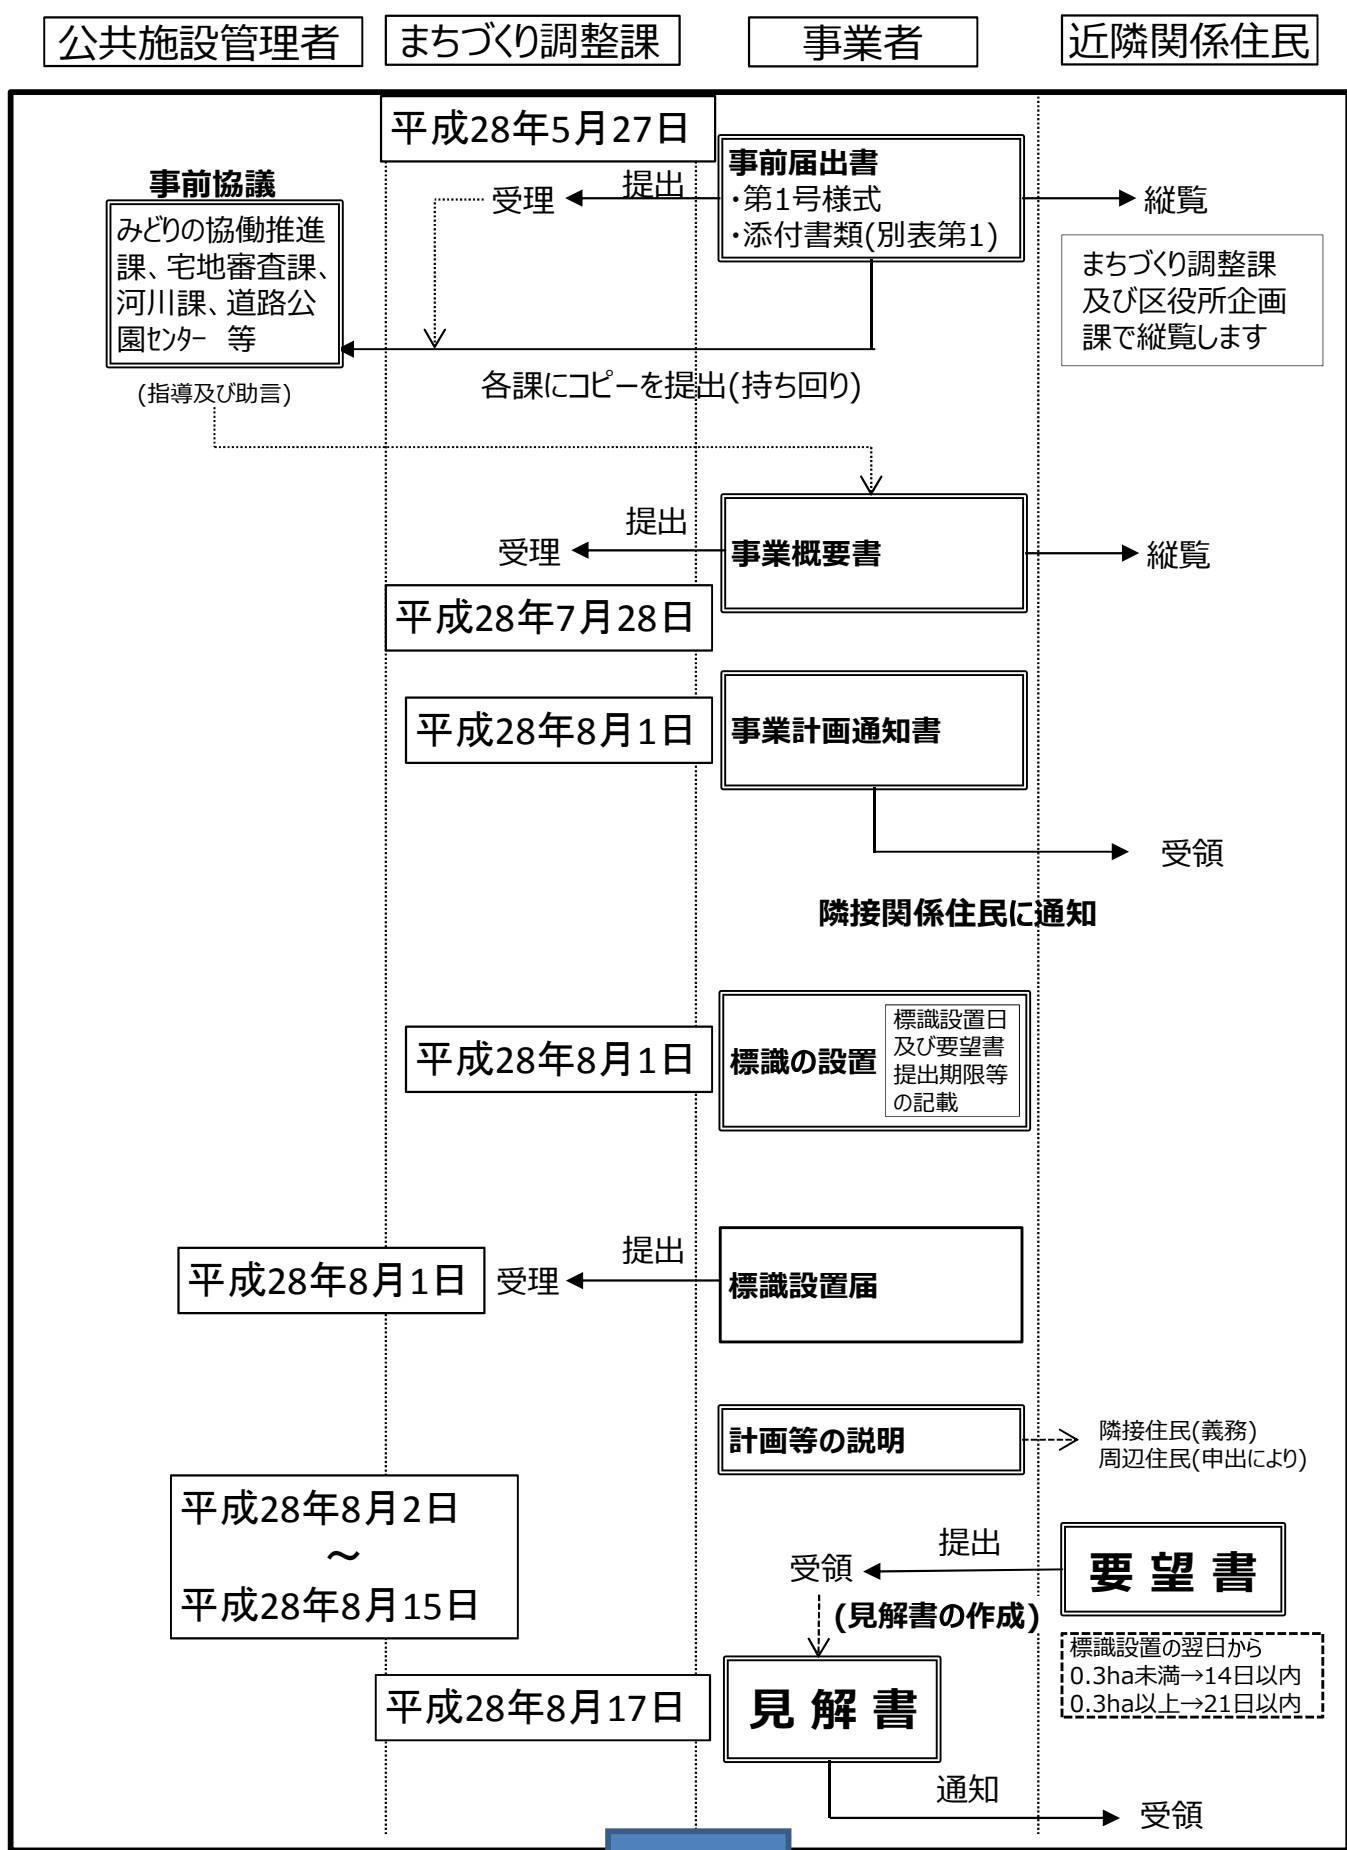 公共施設管理者
まちづくり調整課
事業者
近隣関係住民
平成28年5月27日
事前届出書
・第1号様式
・添付書類(別表第1)
提出
受理
縦覧
事前協議
みどりの協働推進
課、宅地審査課、
河川課、道路公
園センター 等
(指導及び助言)
まちづくり調整課
及び区役所企画
課で縦覧します
各課にコピーを提出(持ち回り)
提出
受理
事業概要書
縦覧
平成28年7月28日
平成28年8月1日
事業計画通知書
受領
隣接関係住民に通知
平成28年8月1日
標識の設置
標識設置日
及び要望書
提出期限等
の記載
平成28年8月1日
受理
提出
標識設置届
計画等の説明
隣接住民(義務)
周辺住民(申出により)
平成28年8月2日
～
平成28年8月15日
受領
提出
要望書
(見解書の作成)
標識設置の翌日から
0.3ha未満→14日以内
0.3ha以上→21日以内
平成28年8月17日
見解書
通知
受領